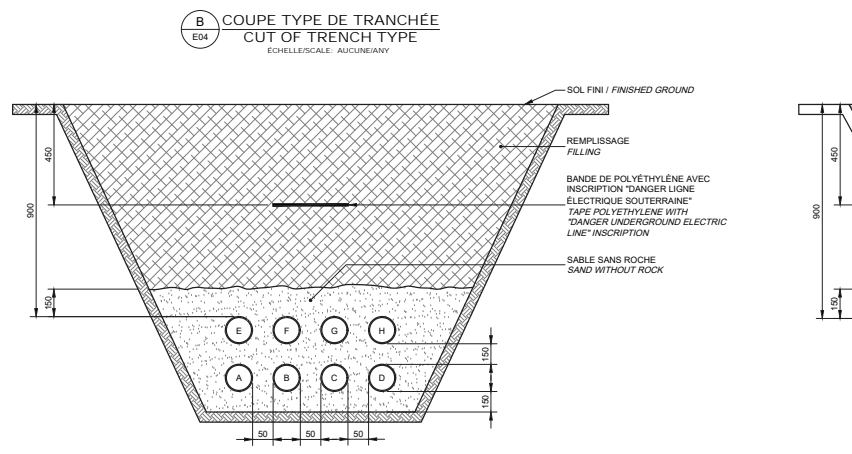 B
E04
COUPE TYPE DE TRANCHÉE
CUT OF TRENCH TYPE
ÉCHELLE/SCALE: AUCUNE/ANY
SOL FINI / FINISHED GROUND
REMPLISSAGE
FILLING
BANDE DE POLYÉTHYLÈNE AVEC
INSCRIPTION "DANGER LIGNE
ÉLECTRIQUE SOUTERRAINE"
TAPE POLYETHYLENE WITH
"DANGER UNDERGROUND ELECTRIC
LINE" INSCRIPTION
SABLE SANS ROCHE
SAND WITHOUT ROCK
450
900
150
E F G H
A B C D
150
150
50 50 50
450
900
150